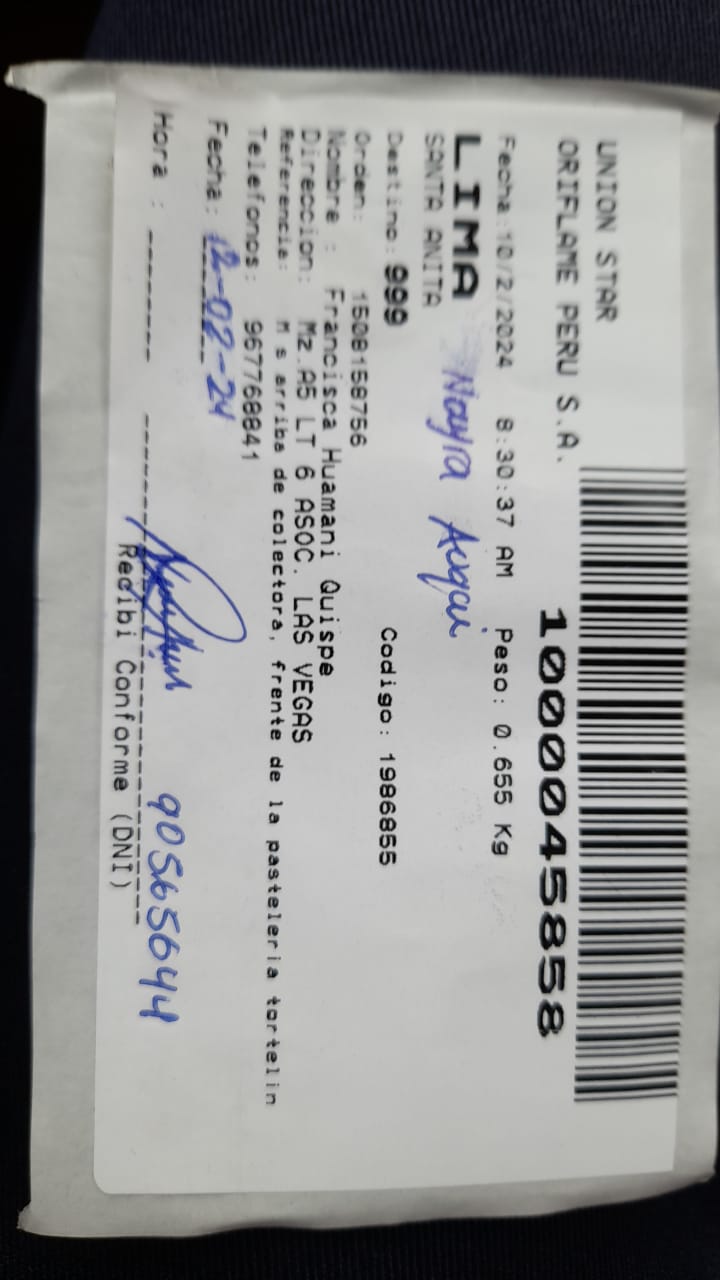 UNION STAR
ORIFLAME PERU S.A.
1000045858
Fecha:10/2/2024 8:30:37 AM Peso: 0.655 Kg
LIMA
SANTA ANITA
Nayra
Destino: 999 Codigo: 1986855
Orden: 1508158756
Nombre : Francisca Huamani Quispe
Direccion: Mz.A5 LT 6 ASOC. LAS VEGAS
Referencia: M s arriba de colectora, frente de la pasteleria tortelin
Telefonos: 967768841
Fecha: 12-02-24
Hora : 90565644
Recibi Conforme (DNI)